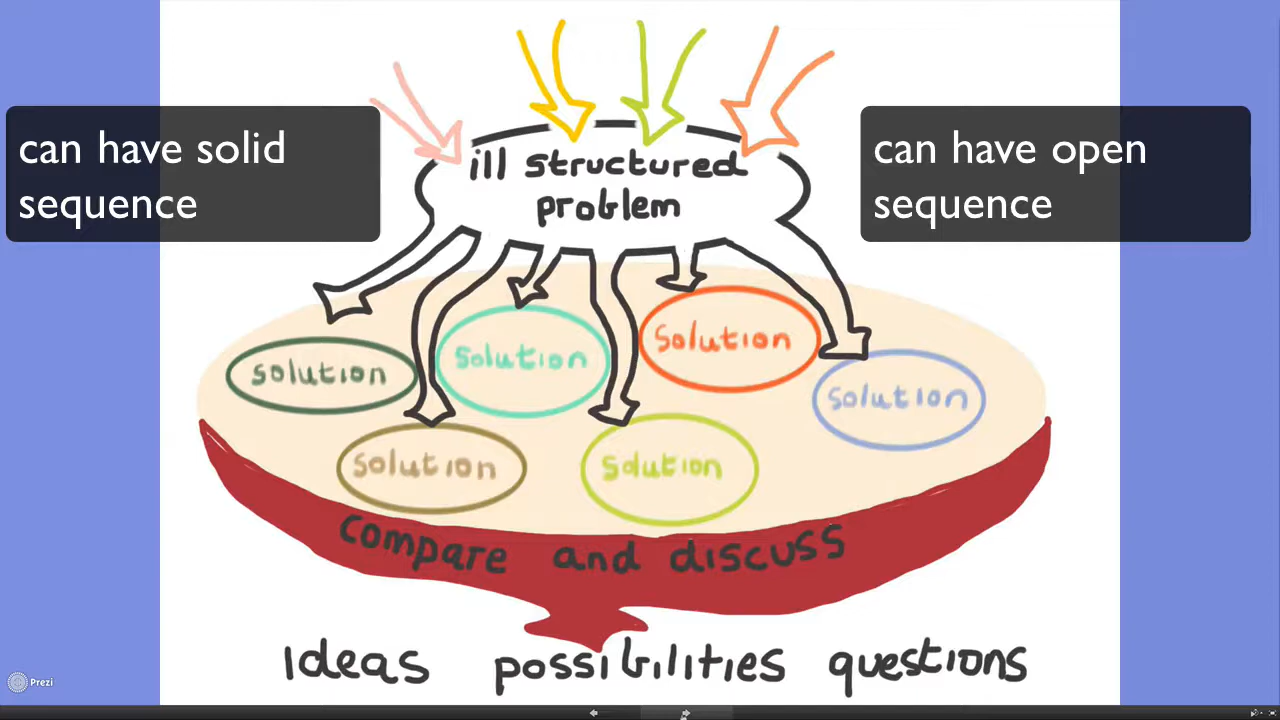 can have solid
sequence
can have open
sequence
ill structured
problem
solution
solution
solution
solution
solution
solution
compare and discuss
Ideas possibilities questions
Prezi